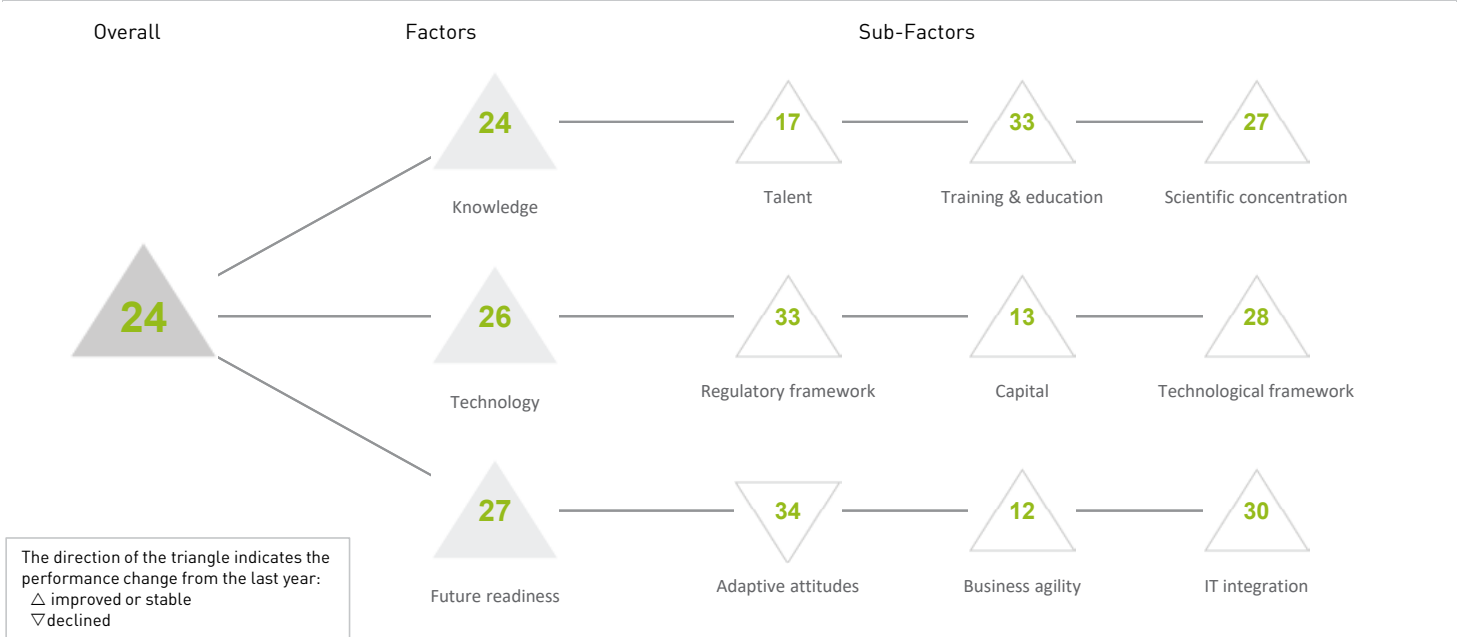 Overall
Factors
Sub-Factors
24
17
33
27
Knowledge
Talent
Training & education
Scientific concentration
24
26
33
13
28
Technology
Regulatory framework
Capital
Technological framework
27
34
12
30
Future readiness
Adaptive attitudes
Business agility
IT integration
The direction of the triangle indicates the
performance change from the last year:
△ improved or stable
▽declined